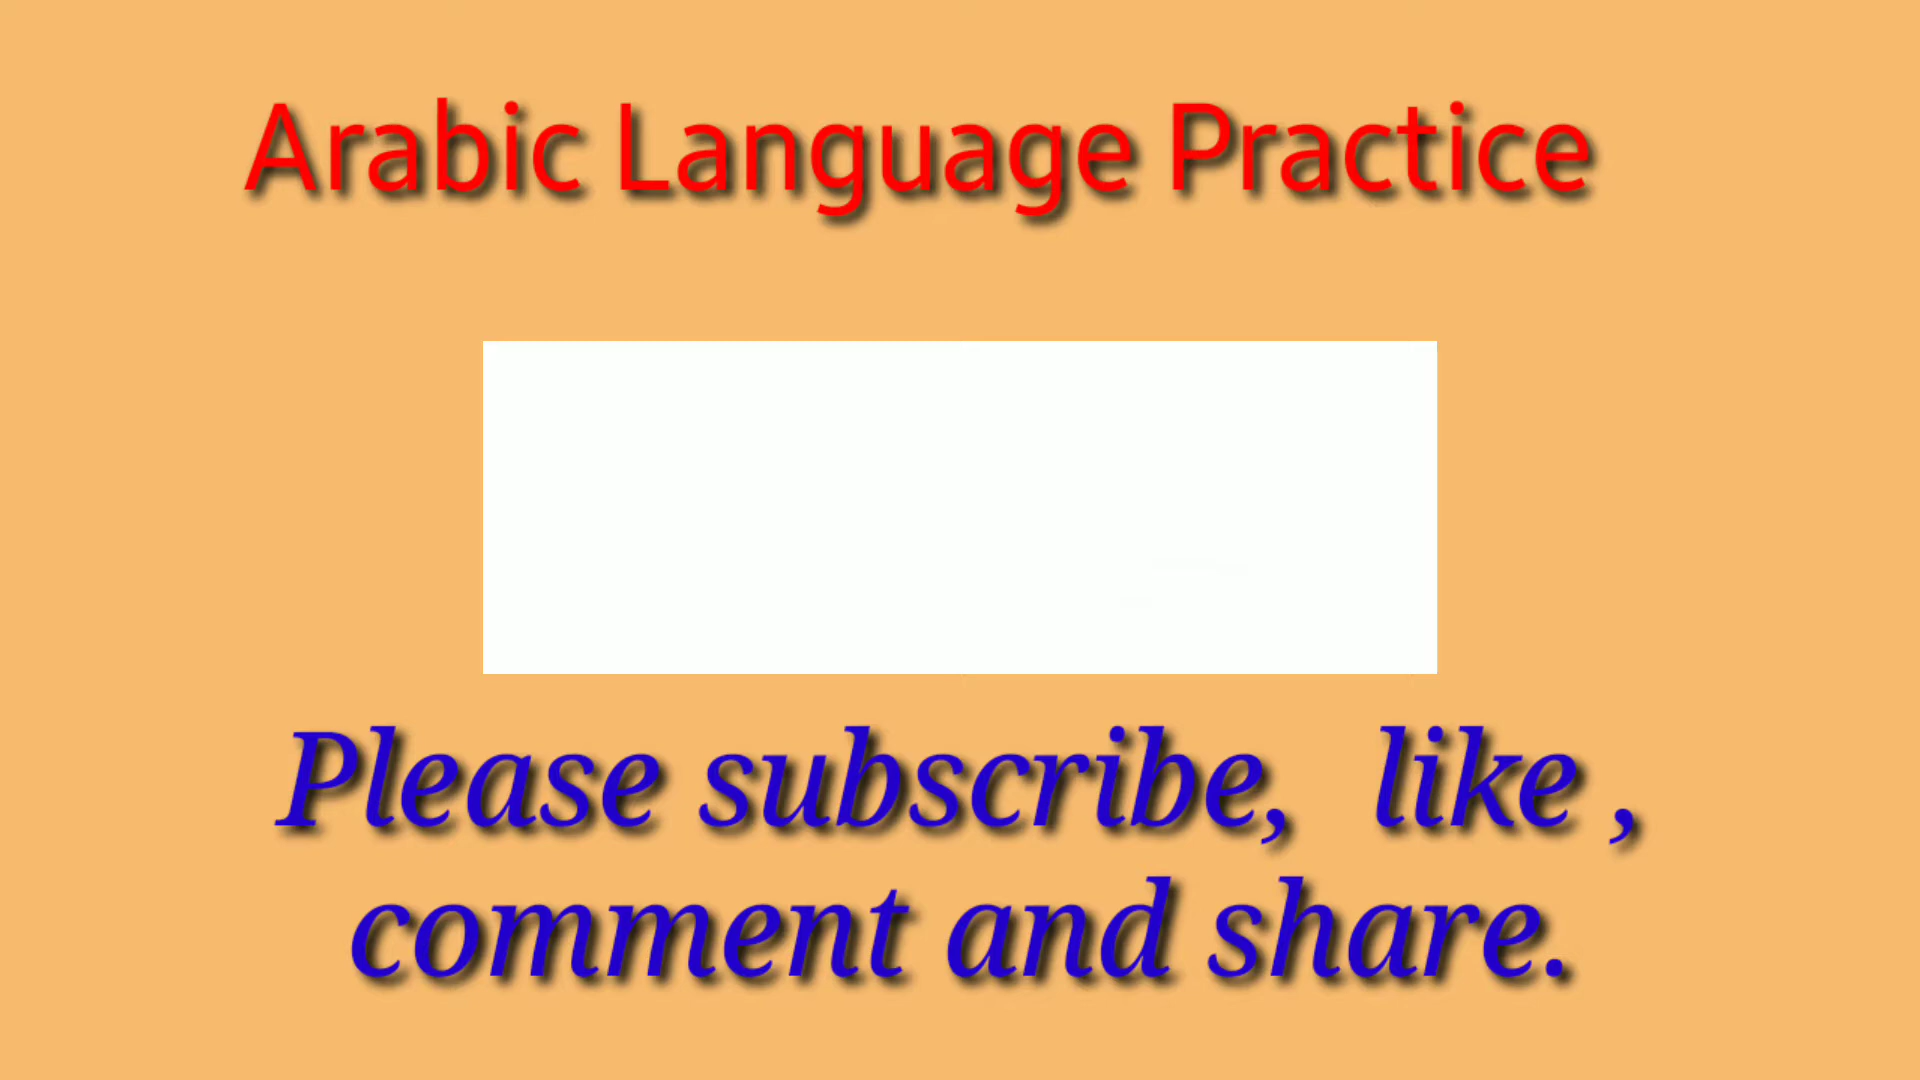 Arabic Language Practice
Please subscribe,  like ,
comment and share.